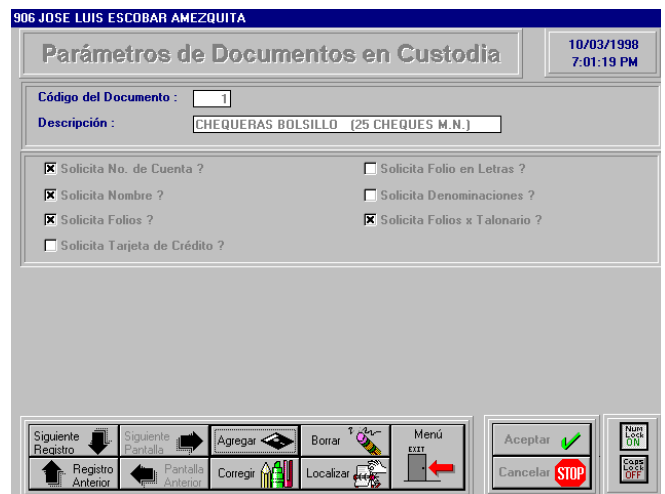 906 JOSE LUIS ESCOBAR AMEZQUITA
Parámetros de Documentos en Custodia
10/03/1998
7:01:19 PM
Código del Documento : 1
Descripción : CHEQUERAS BOLSILLO (25 CHEQUES M.N.)
Solicita No. de Cuenta ?
Solicita Folio en Letras ?
Solicita Nombre ?
Solicita Denominaciones ?
Solicita Folios ?
Solicita Folios x Talonario ?
Solicita Tarjeta de Crédito ?
Siguiente
Registro
Siguiente
Pantalla
Agregar
Borrar
Menú
EXIT
Registro
Anterior
Pantalla
Anterior
Corregir
Localizar
Aceptar
Cancelar
STOP
Num
Lock
ON
Caps
Lock
OFF